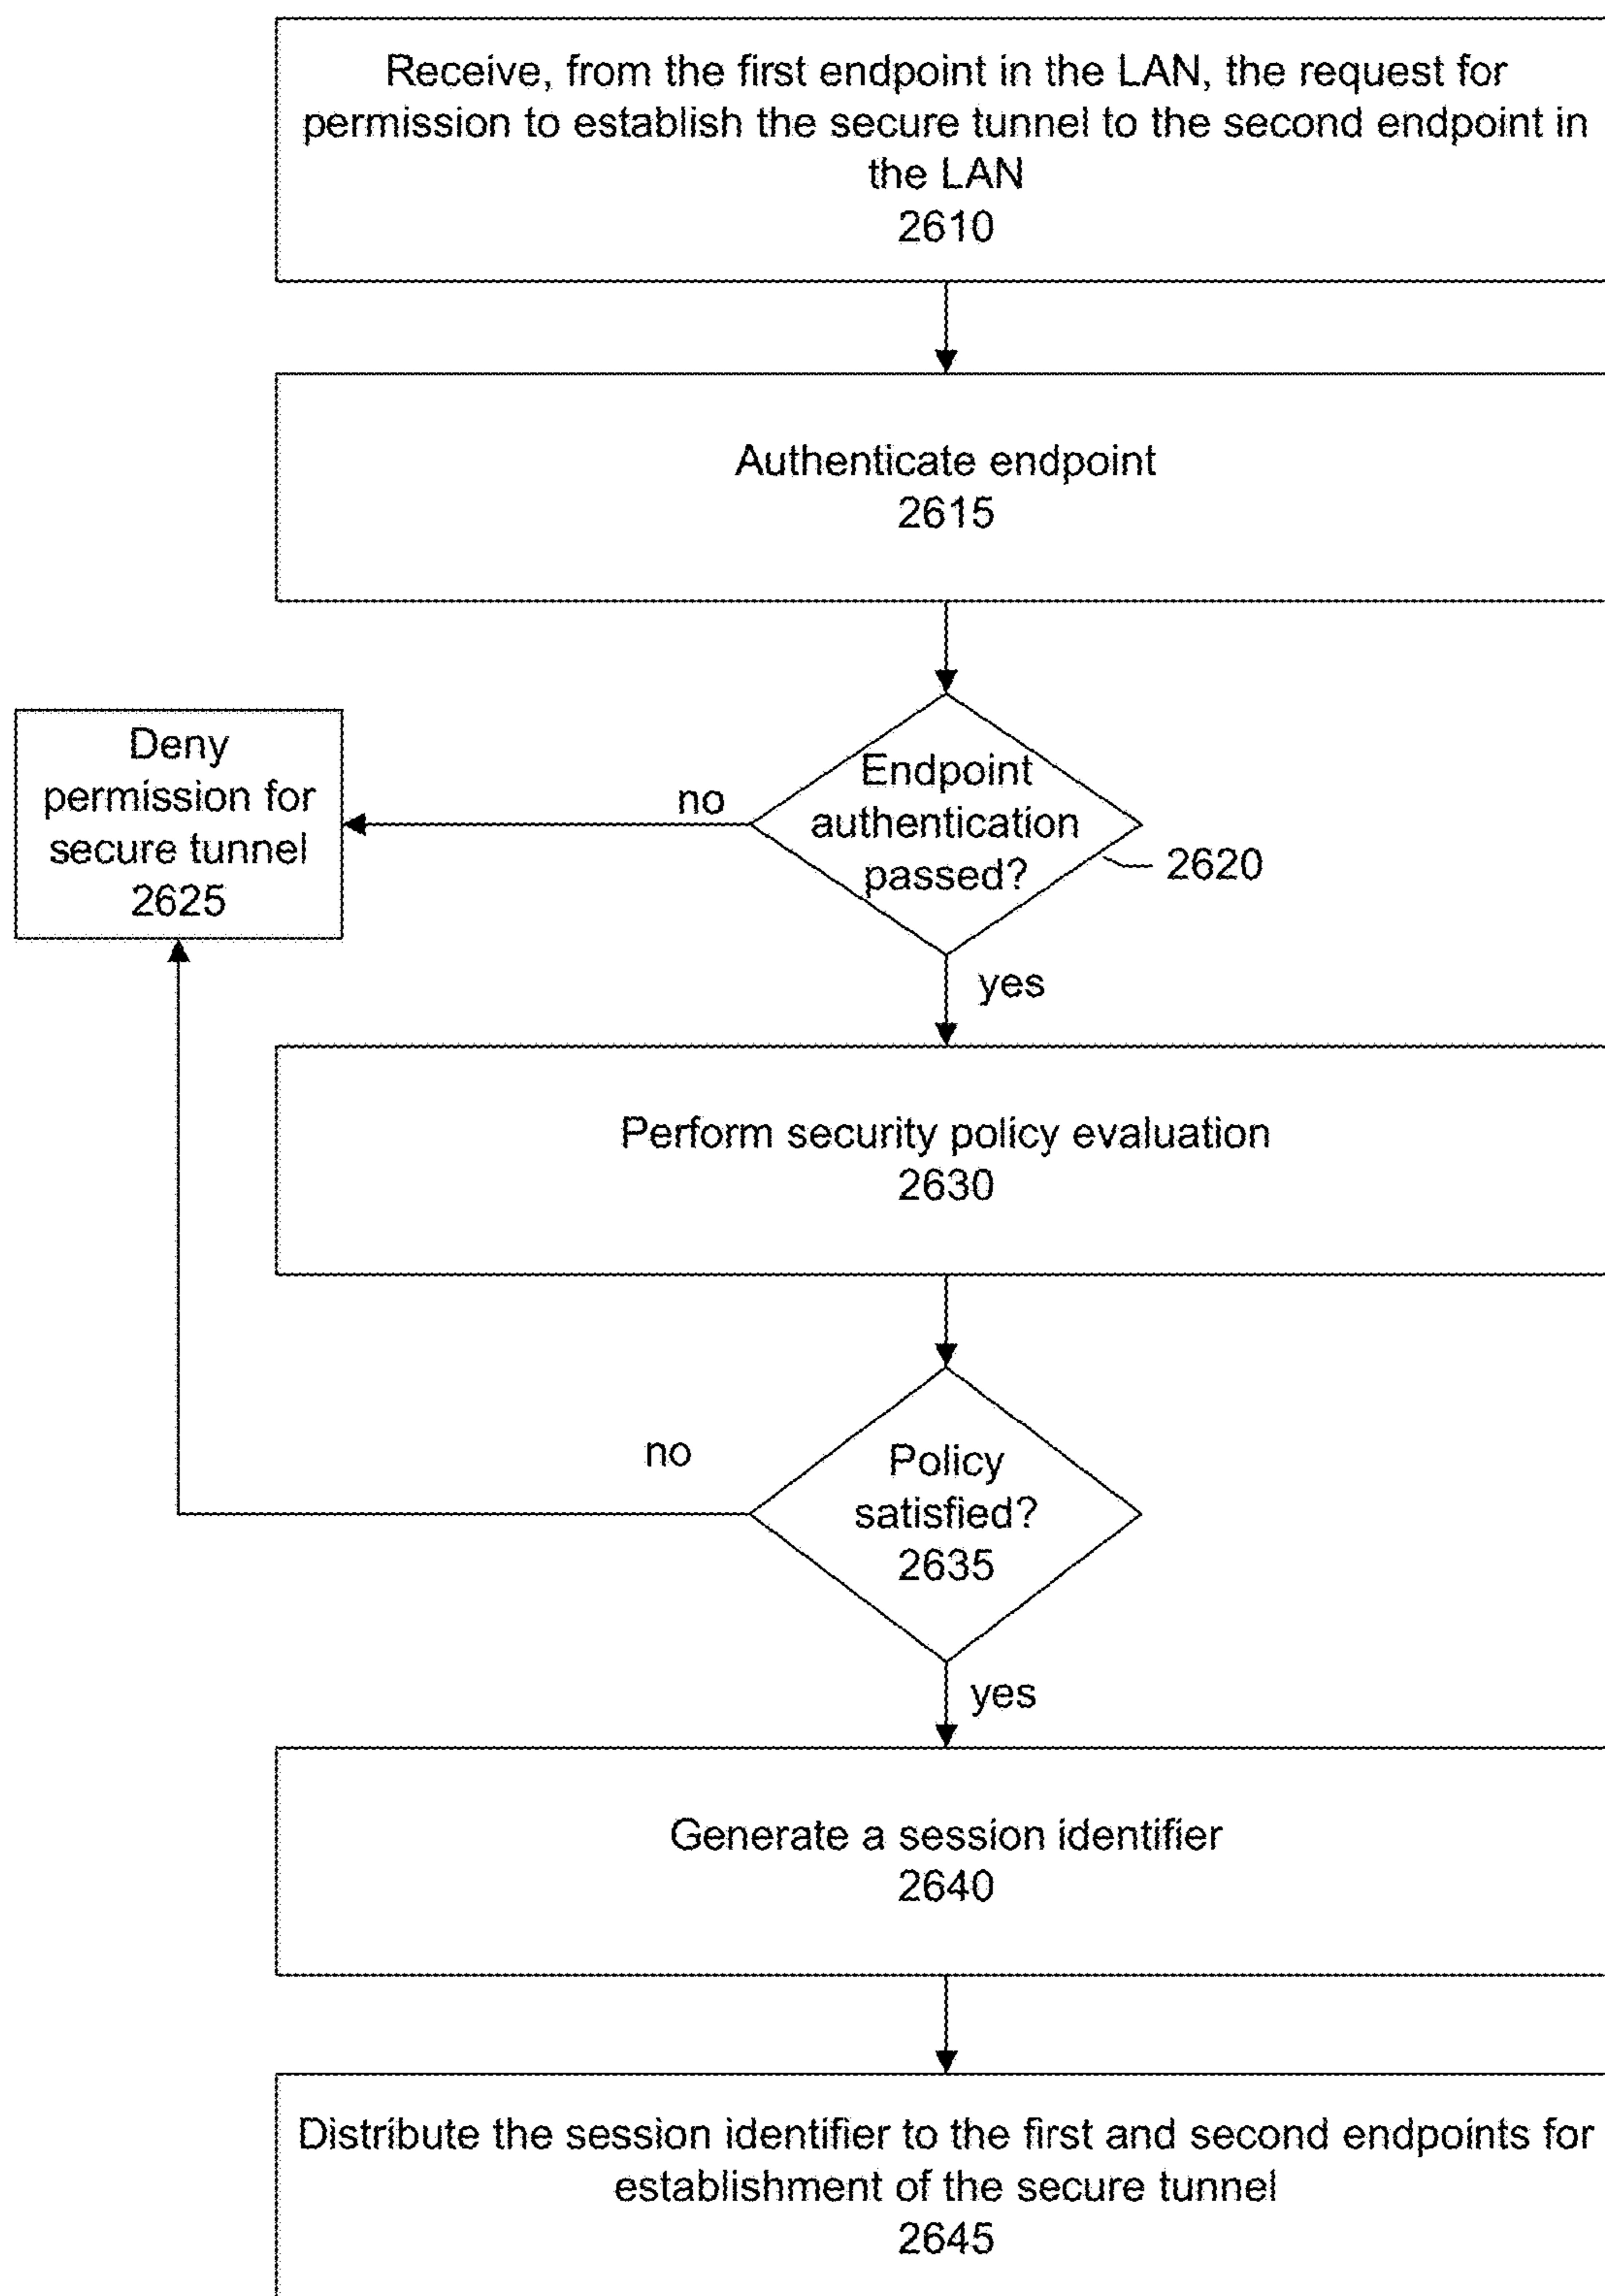 Receive, from the first endpoint in the LAN, the request for
permission to establish the secure tunnel to the second endpoint in
the LAN
2610
Authenticate endpoint
2615
Deny
permission for
secure tunnel
2625
no
Endpoint
authentication
passed?
2620
yes
Perform security policy evaluation
2630
no
Policy
satisfied?
2635
yes
Generate a session identifier
2640
Distribute the session identifier to the first and second endpoints for
establishment of the secure tunnel
2645